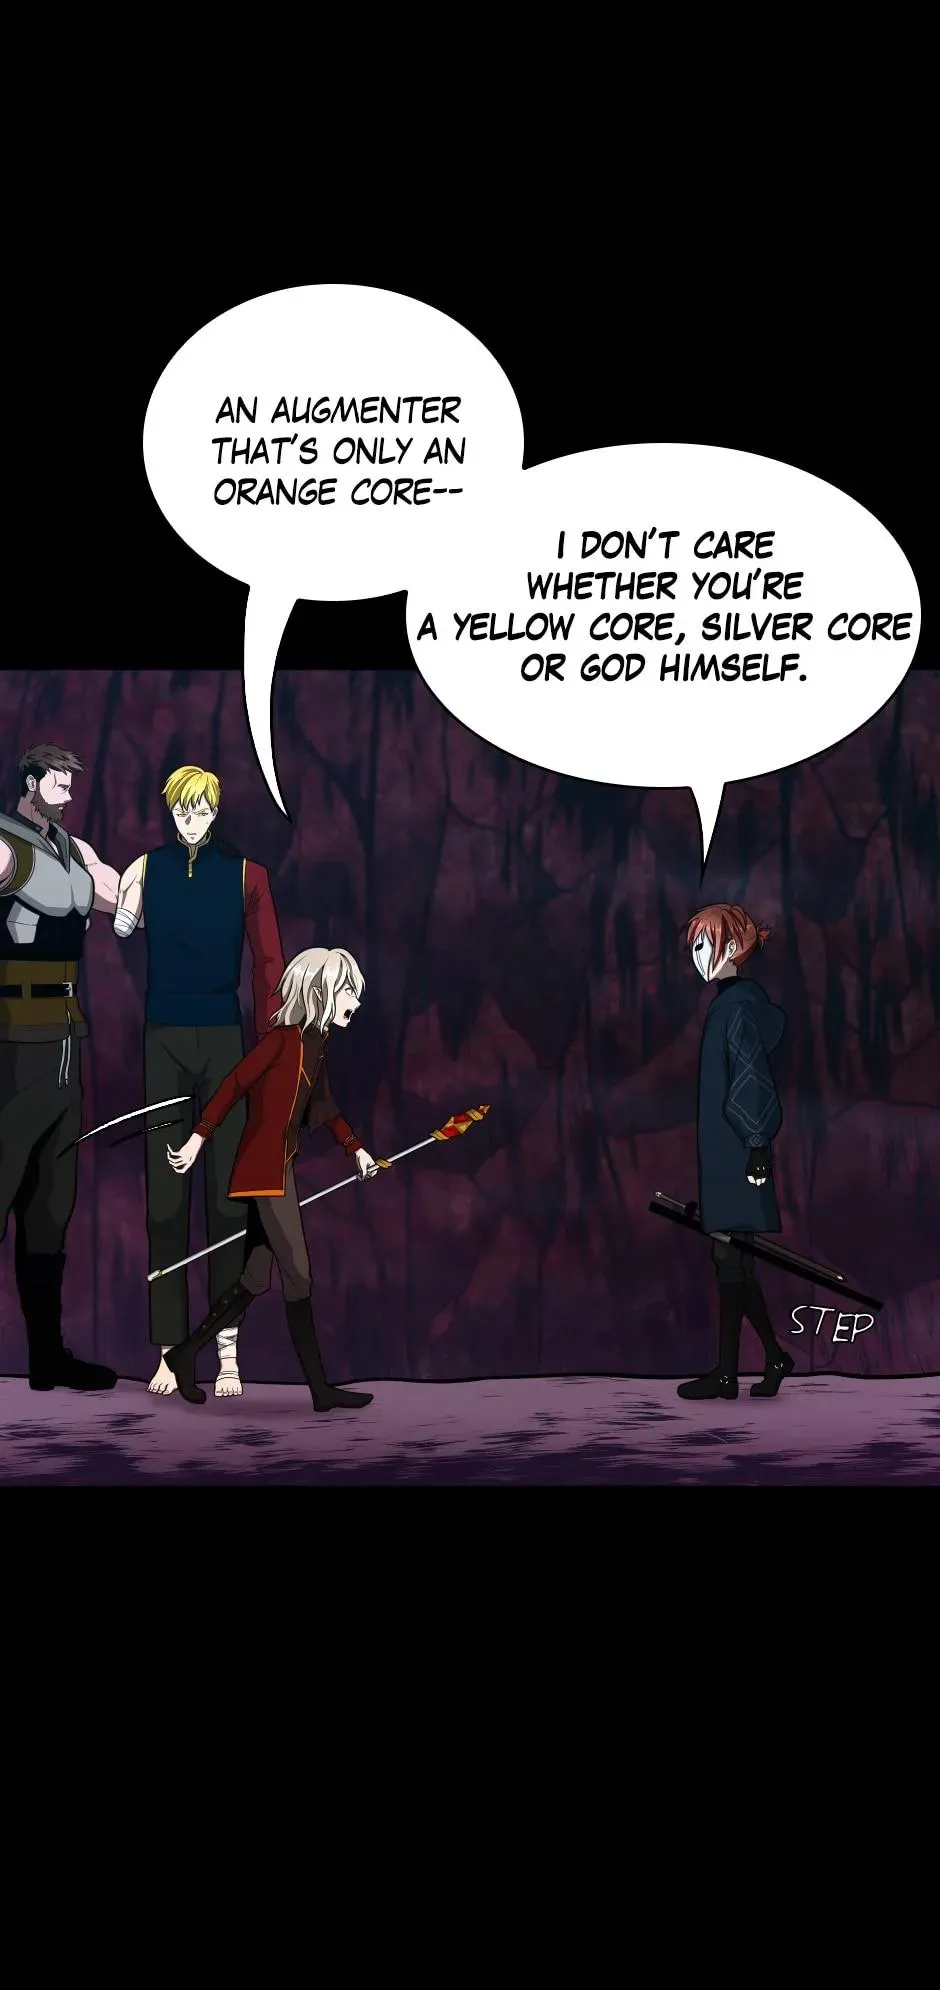 AN AUGMENTER
THAT'S ONLY AN
ORANGE CORE--
I DON'T CARE
WHETHER YOU'RE
A YELLOW CORE, SILVER CORE
OR GOD HIMSELF.
STEP